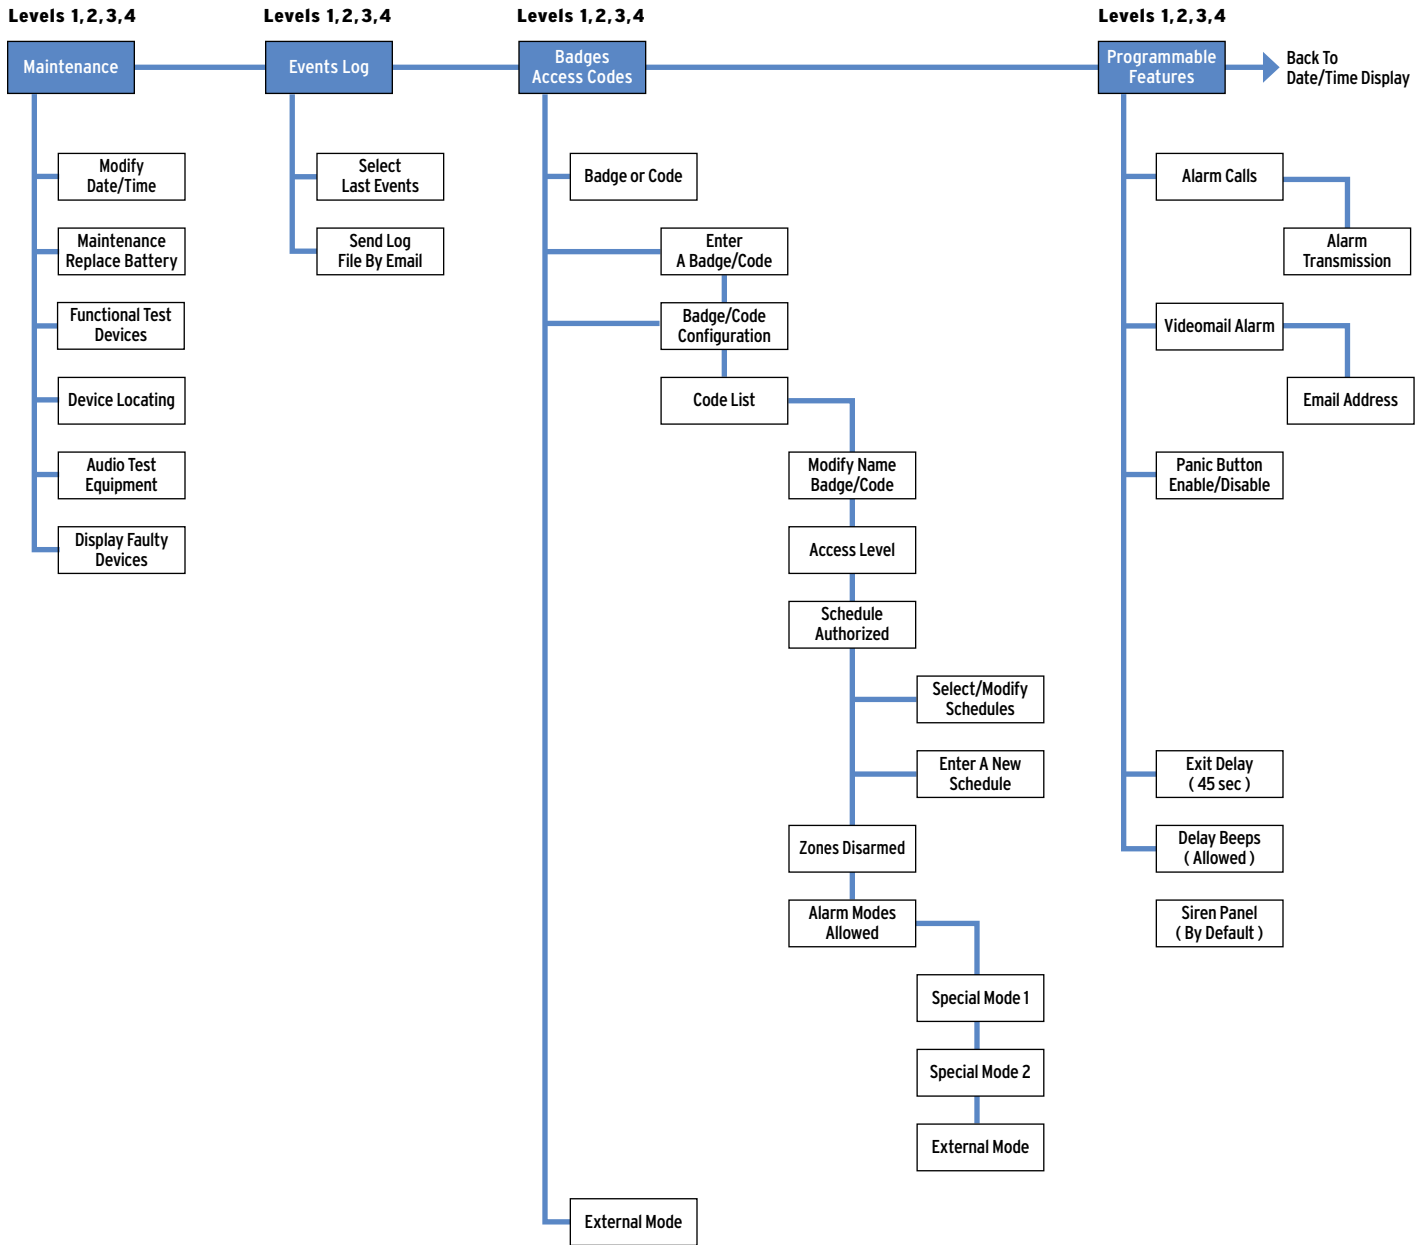 Levels 1,2,3,4
Levels 1,2,3,4
Levels 1,2,3,4
Levels 1,2,3,4
Maintenance
Events Log
Badges
Access Codes
Programmable
Features
Back To
Date/Time Display
Modify
Date/Time
Maintenance
Replace Battery
Functional Test
Devices
Device Locating
Audio Test
Equipment
Display Faulty
Devices
Select
Last Events
Send Log
File By Email
Badge or Code
Enter
A Badge/Code
Badge/Code
Configuration
Code List
Modify Name
Badge/Code
Access Level
Schedule
Authorized
Select/Modify
Schedules
Enter A New
Schedule
Zones Disarmed
Alarm Modes
Allowed
Special Mode 1
Special Mode 2
External Mode
External Mode
Alarm Calls
Alarm
Transmission
Videomail Alarm
Email Address
Panic Button
Enable/Disable
Exit Delay
( 45 sec )
Delay Beeps
( Allowed )
Siren Panel
( By Default )